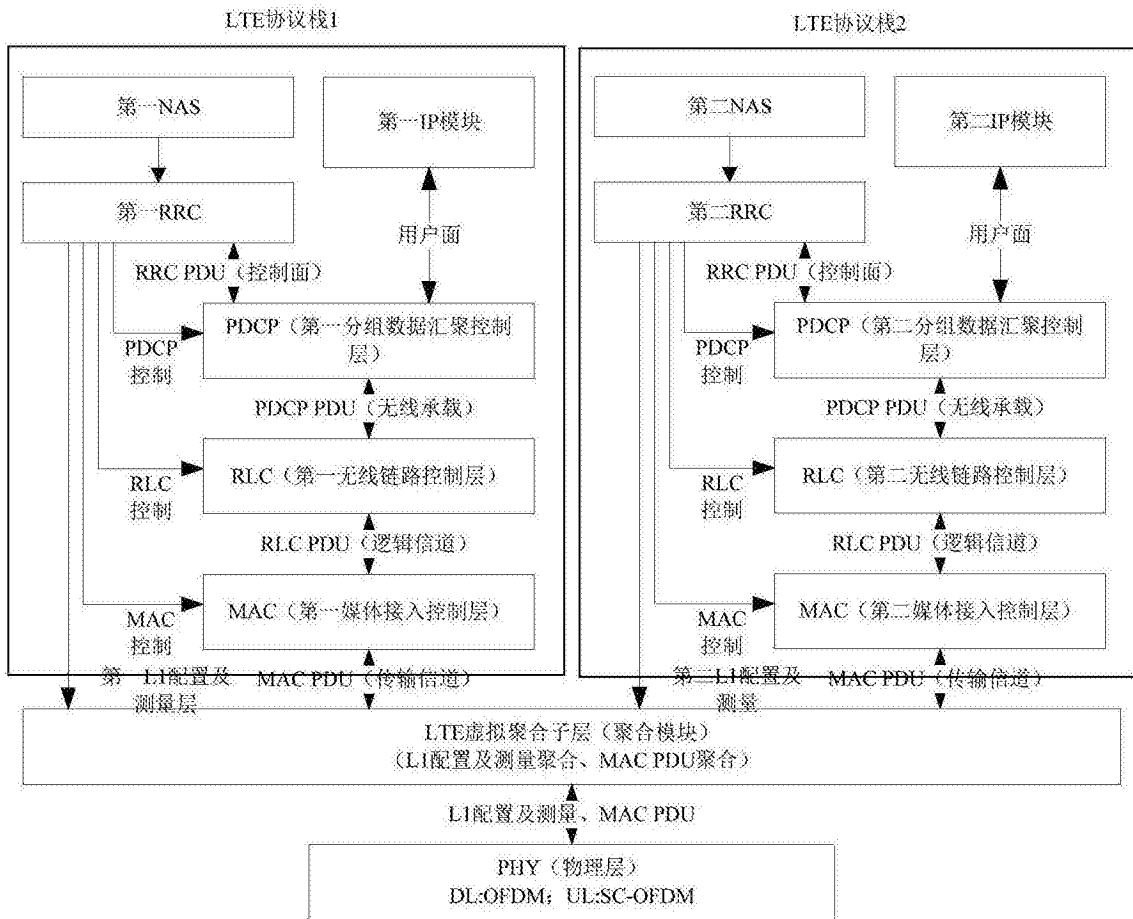 LTE协议栈1
LTE协议栈2
第一NAS
第一IP模块
第一RRC
用户面
RRC PDU（控制面）
PDCP（第一分组数据汇聚控制
层）
PDCP
控制
PDCP PDU（无线承载）
RLC（第一无线链路控制层）
RLC
控制
RLC PDU（逻辑信道）
MAC（第一媒体接入控制层）
MAC
控制
第一L1配置及
测量层
MAC PDU（传输信道）
第二NAS
第二IP模块
第二RRC
用户面
RRC PDU（控制面）
PDCP（第二分组数据汇聚控制
层）
PDCP
控制
PDCP PDU（无线承载）
RLC（第二无线链路控制层）
RLC
控制
RLC PDU（逻辑信道）
MAC（第二媒体接入控制层）
MAC
控制
第二L1配置及
测量
MAC PDU（传输信道）
LTE虚拟聚合子层（聚合模块）
（L1配置及测量聚合、MAC PDU聚合）
L1配置及测量、MAC PDU
PHY（物理层）
DL:OFDM；UL:SC-OFDM